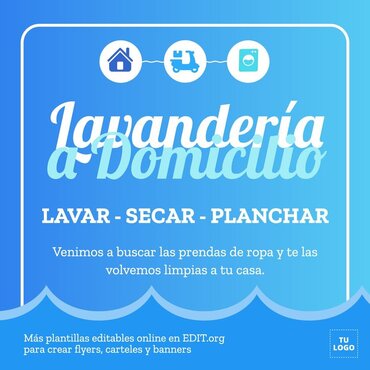 Lavandería
a Domicilio
LAVAR - SECAR - PLANCHAR
Venimos a buscar las prendas de ropa y te las
volvemos limpias a tu casa.
Más plantillas editables online en EDIT.org
para crear flyers, carteles y banners
TU
LOGO